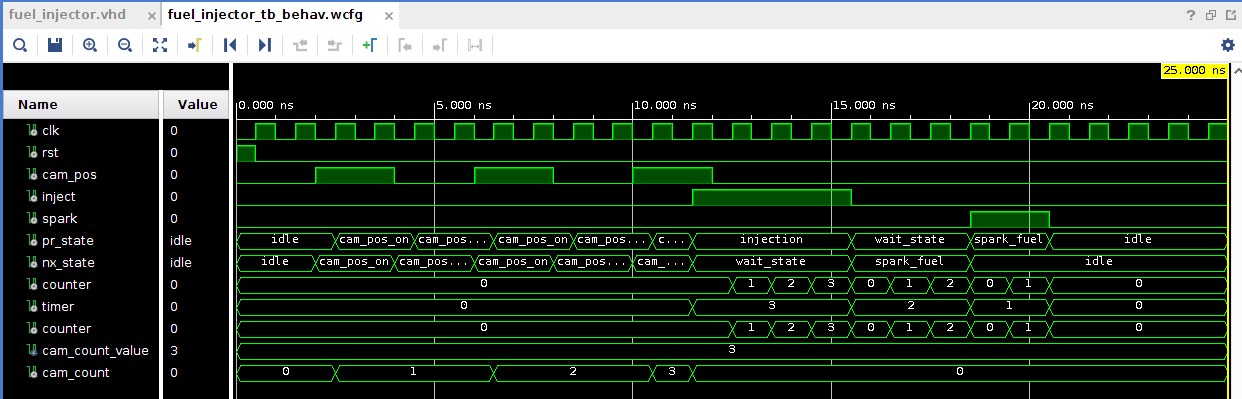 fuel_injector.vhd × fuel_injector_tb_behav.wcfg ×
?
25.000 ns
Name Value 0.000 ns 5.000 ns 10.000 ns 15.000 ns 20.000 ns
clk 0
rst 0
cam_pos 0
inject 0
spark 0
pr_state idle idle cam_pos_on cam_pos... cam_pos_on cam_pos... c... injection wait_state spark_fuel idle
nx_state idle idle cam_pos_on cam_pos... cam_pos_on cam_pos... cam_... wait_state spark_fuel idle
counter 0 0 1 2 3 0 1 2 0 1 0
timer 0 0 3 2 1 0
counter 0 0 1 2 3 0 1 2 0 1 0
cam_count_value 3 3
cam_count 0 0 1 2 3 0